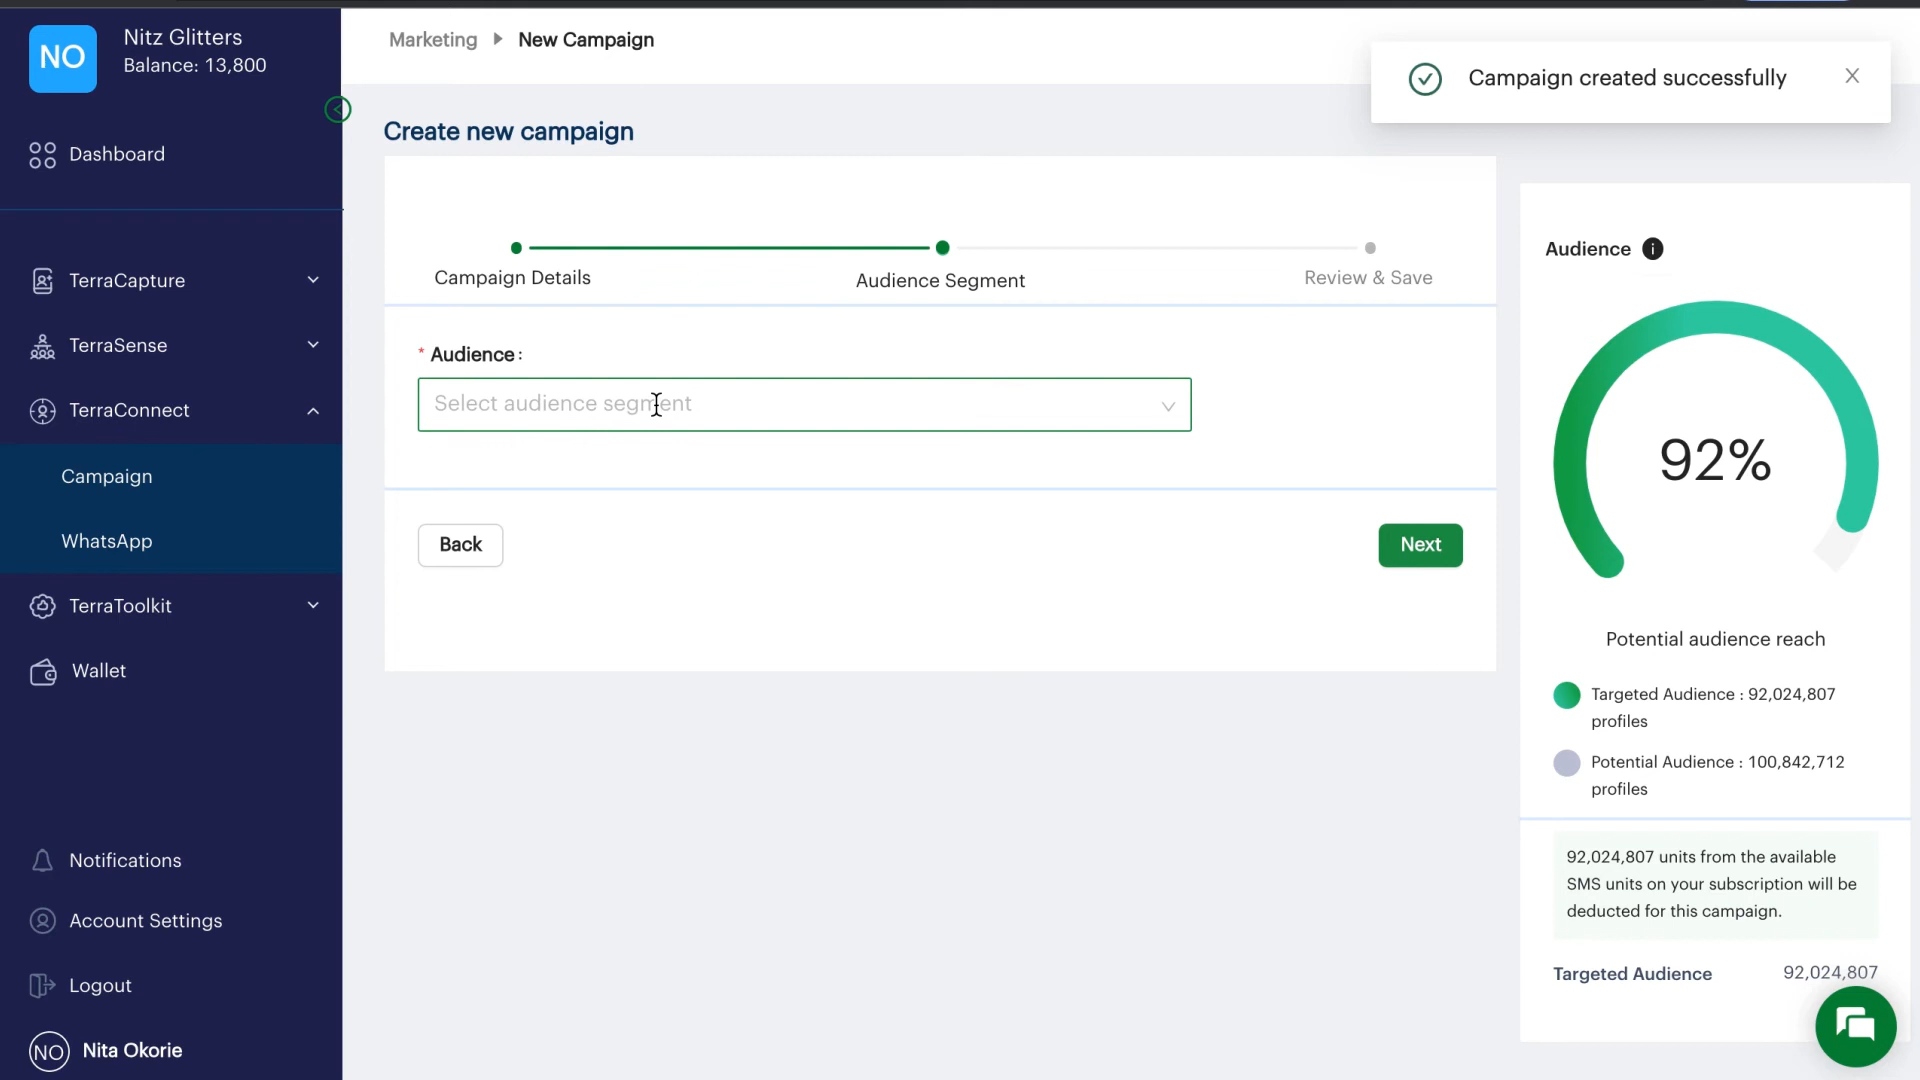 NO
Nitz Glitters
Balance: 13,800
Dashboard
TerraCapture
TerraSense
TerraConnect
Campaign
WhatsApp
TerraToolkit
Wallet
Notifications
Account Settings
Logout
NO
Nita Okorie
Marketing
New Campaign
Campaign created successfully
Create new campaign
Campaign Details
Audience Segment
Review & Save
* Audience :
Select audience segment
Back
Next
Audience
92%
Potential audience reach
Targeted Audience : 92,024,807
profiles
Potential Audience : 100,842,712
profiles
92,024,807 units from the available
SMS units on your subscription will be
deducted for this campaign.
Targeted Audience 92,024,807